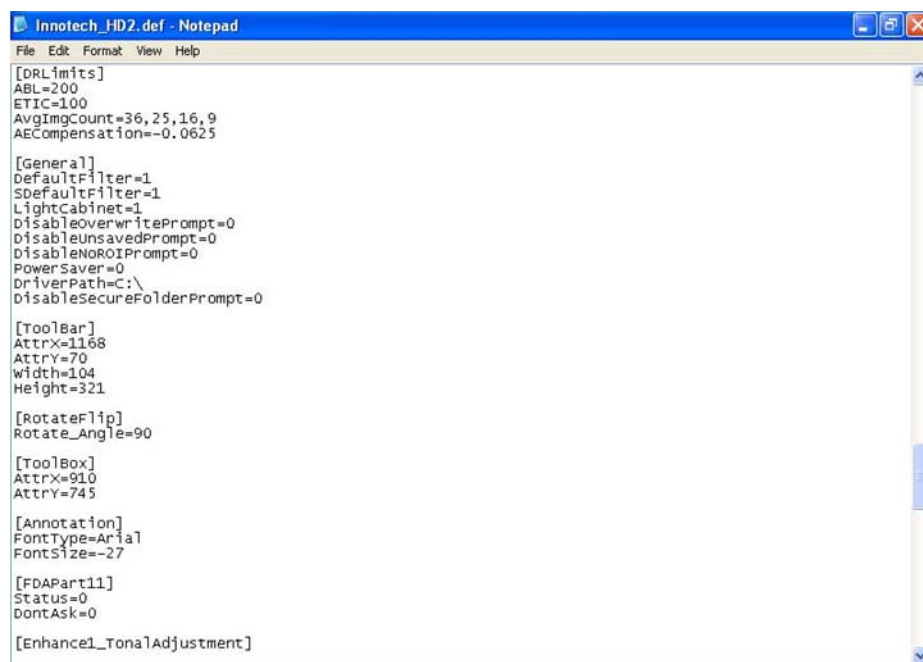 Innotech_HD2.def - Notepad
File Edit Format View Help
[DRLimits]
ABL=200
ETIC=100
AvgImgCount=36,25,16,9
AECompensation=-0.0625
[General]
DefaultFilter=1
SDefaultFilter=1
LightCabinet=1
DisableOverwritePrompt=0
DisableUnsavedPrompt=0
DisableNoROIPrompt=0
PowerSaver=0
DriverPath=C:\
DisableSecureFolderPrompt=0
[ToolBar]
AttrX=1168
AttrY=70
Width=104
Height=321
[RotateFlip]
Rotate_Angle=90
[ToolBox]
AttrX=910
AttrY=745
[Annotation]
FontType=Arial
FontSize=-27
[FDAPart11]
Status=0
DontAsk=0
[Enhance1_TonalAdjustment]